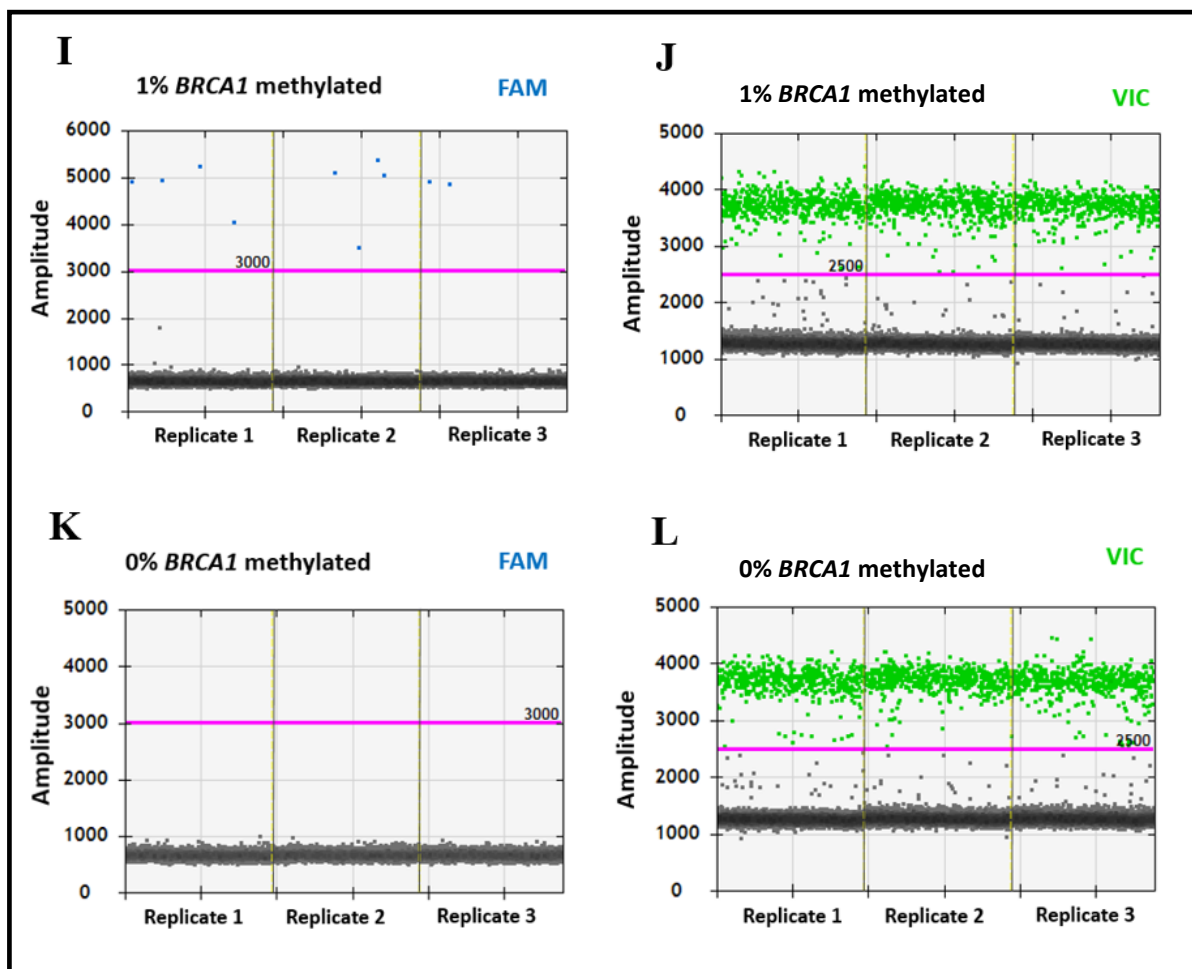 I
1% BRCA1 methylated FAM
Amplitude
6000
5000
4000
3000
2000
1000
0
3000
Replicate 1 Replicate 2 Replicate 3
J
1% BRCA1 methylated VIC
Amplitude
5000
4000
3000
2000
1000
0
2500
Replicate 1 Replicate 2 Replicate 3
K
0% BRCA1 methylated FAM
Amplitude
5000
4000
3000
2000
1000
0
3000
Replicate 1 Replicate 2 Replicate 3
L
0% BRCA1 methylated VIC
Amplitude
5000
4000
3000
2000
1000
0
2500
Replicate 1 Replicate 2 Replicate 3